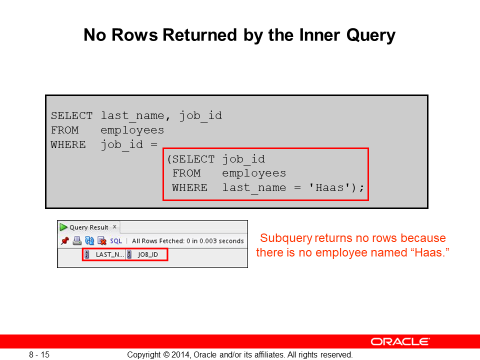 No Rows Returned by the Inner Query
SELECT last_name, job_id
FROM employees
WHERE job_id =
(SELECT job_id
FROM employees
WHERE last_name = 'Haas');
Query Result x
SQL | All Rows Fetched: 0 in 0.003 seconds
LAST_N... JOB_ID
Subquery returns no rows because
there is no employee named “Haas.”
ORACLE
8 - 15 Copyright © 2014, Oracle and/or its affiliates. All rights reserved.